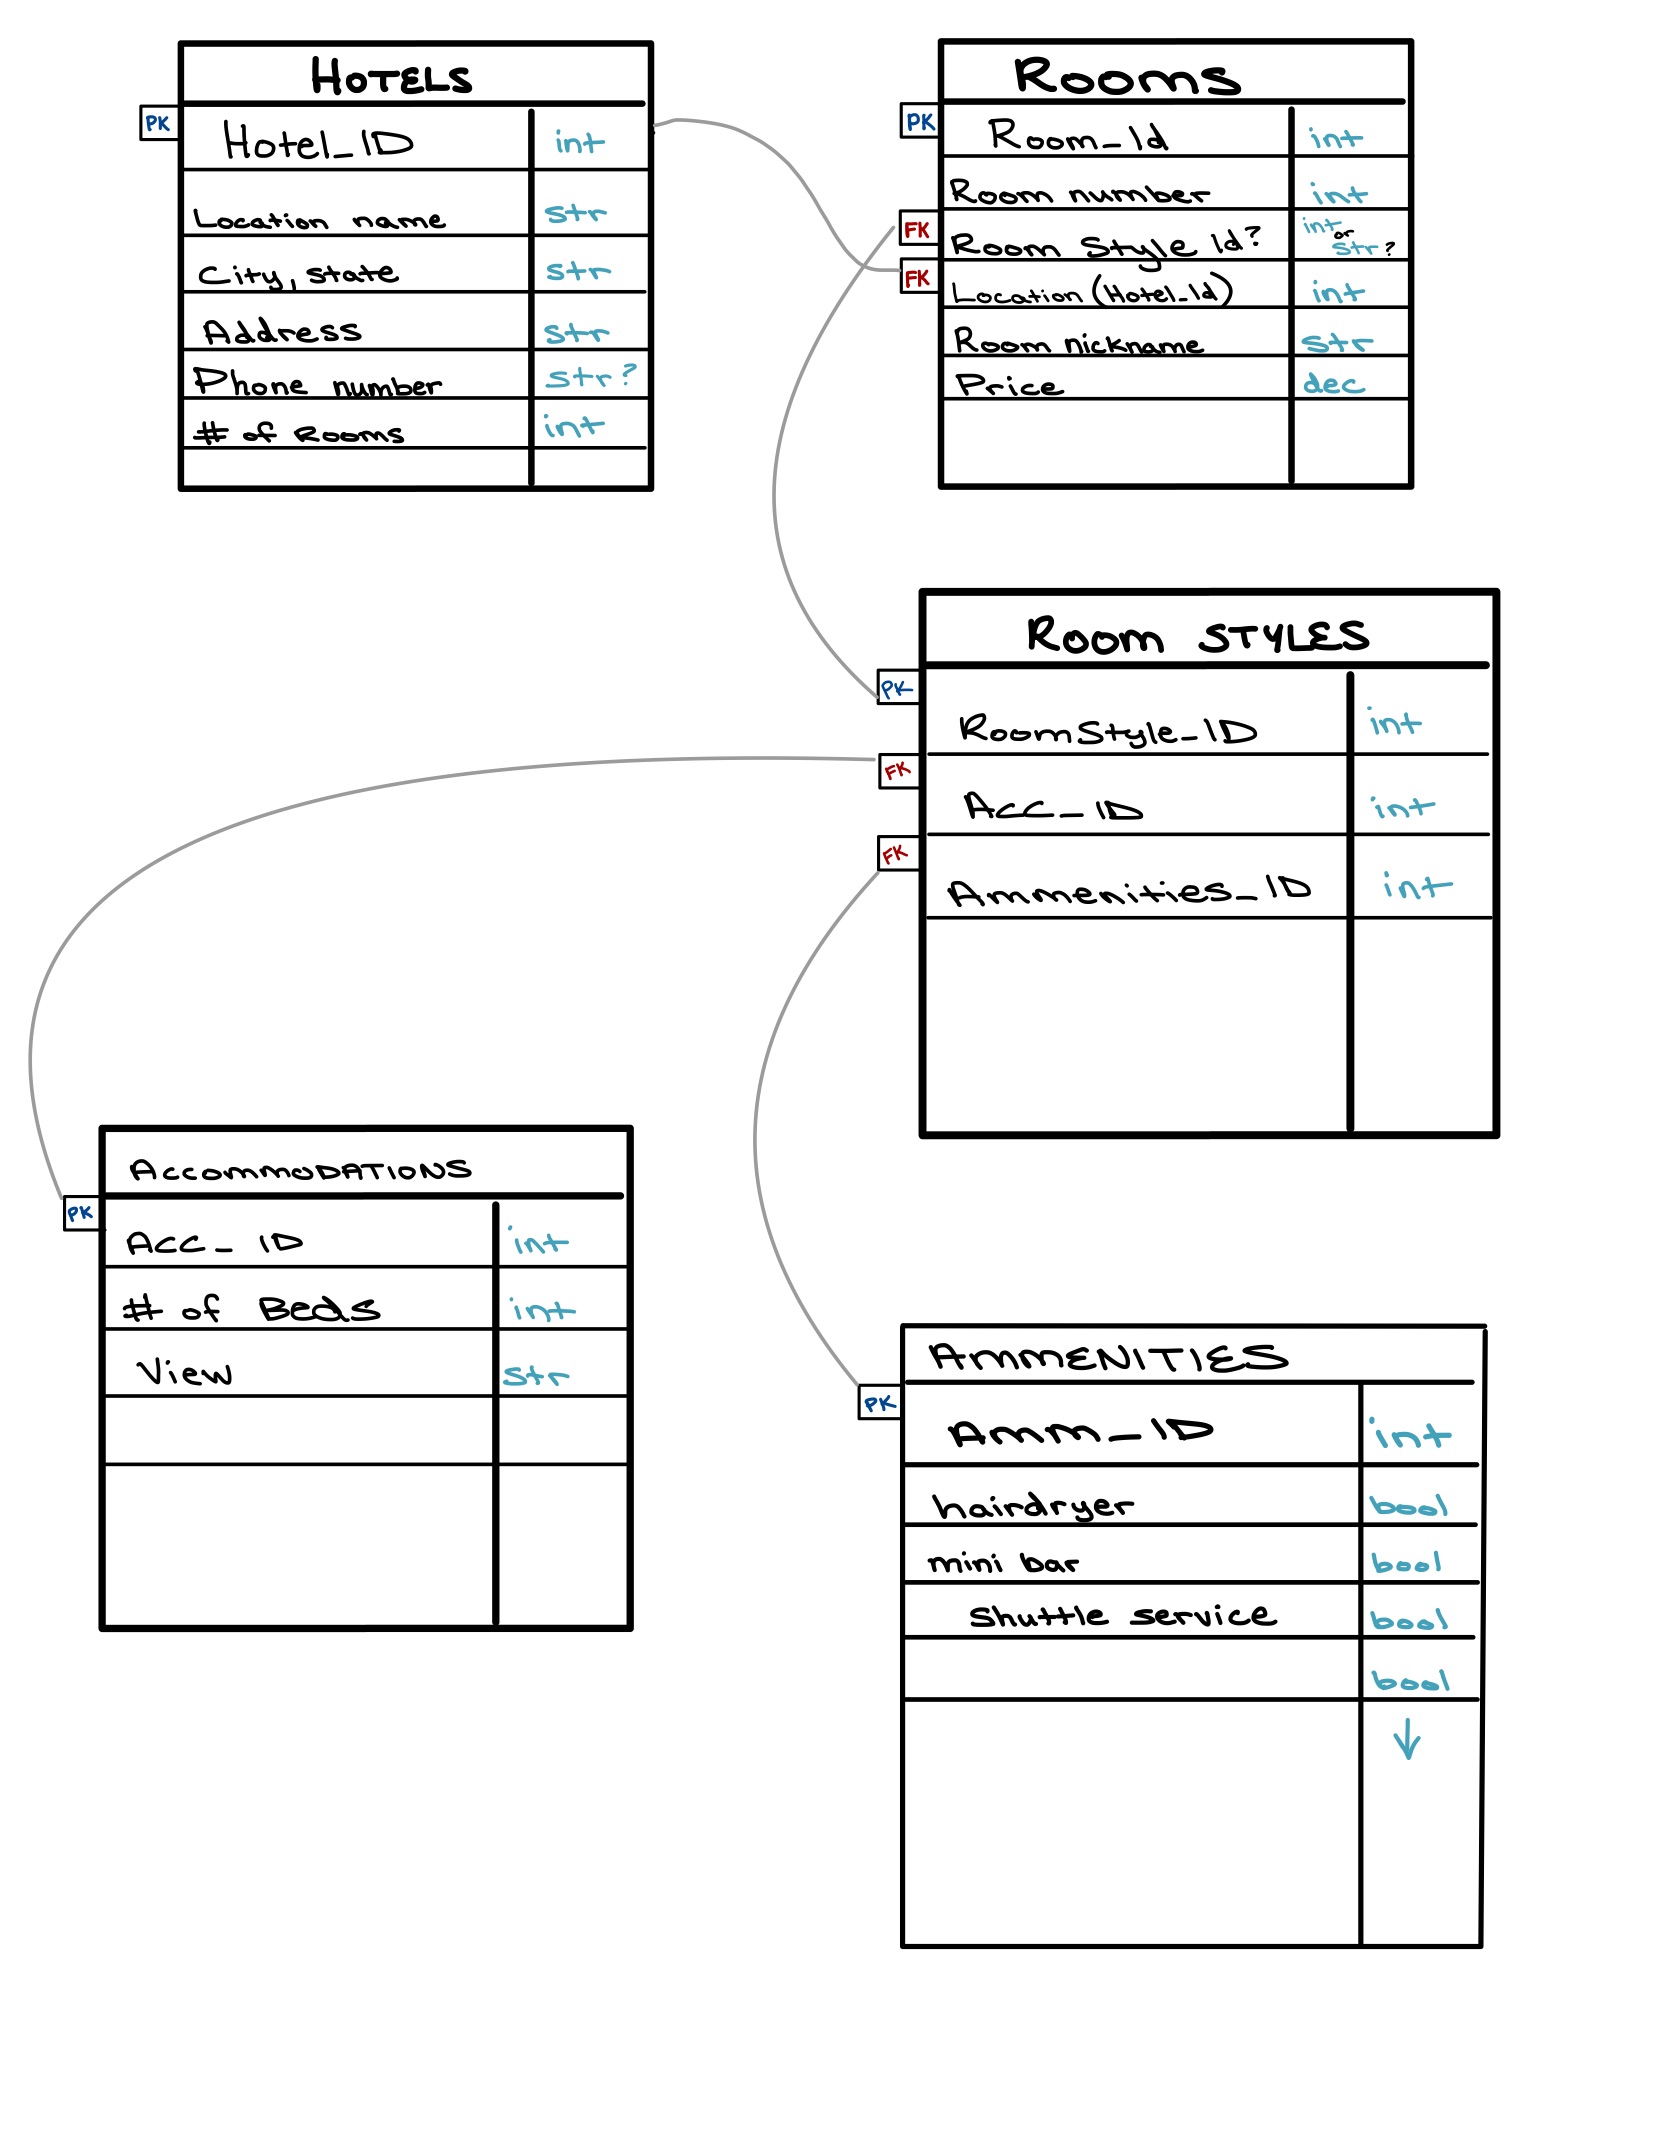 HOTELS
PK Hotel_ID int
Location name str
City, state str
Address str
Phone number str?
# of Rooms int
Rooms
PK Room_Id int
Room number int
FK Room Style Id? int or str?
FK Location (Hotel_Id) int
Room nickname str
Price dec
Room STYLES
PK RoomStyle_ID int
FK Acc_ID int
FK Ammenities_ID int
ACCOMMODATIONS
PK Acc_ID int
# of Beds int
View str
AMMENITIES
PK Amm_ID int
hairdryer bool
mini bar bool
shuttle service bool
bool